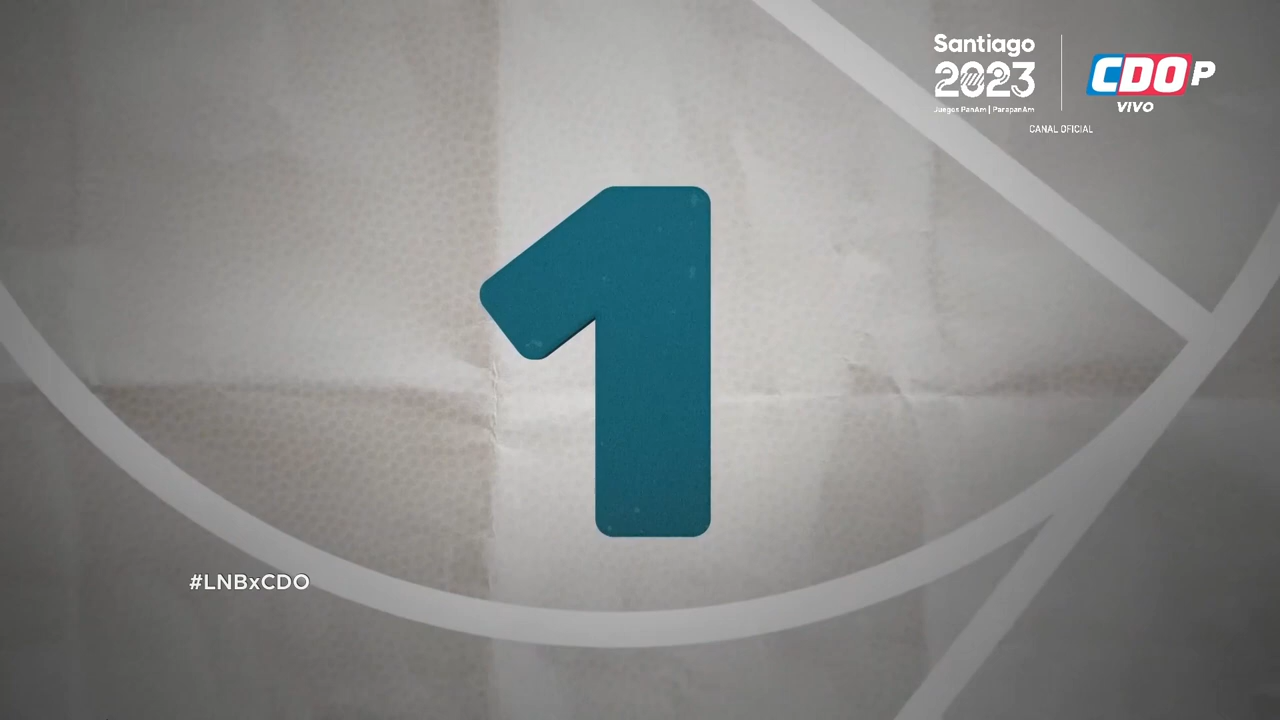 Santiago
2023
Juegos PanAm | ParapanAm
CDO P
VIVO
CANAL OFICIAL
1
#LNBxCDO